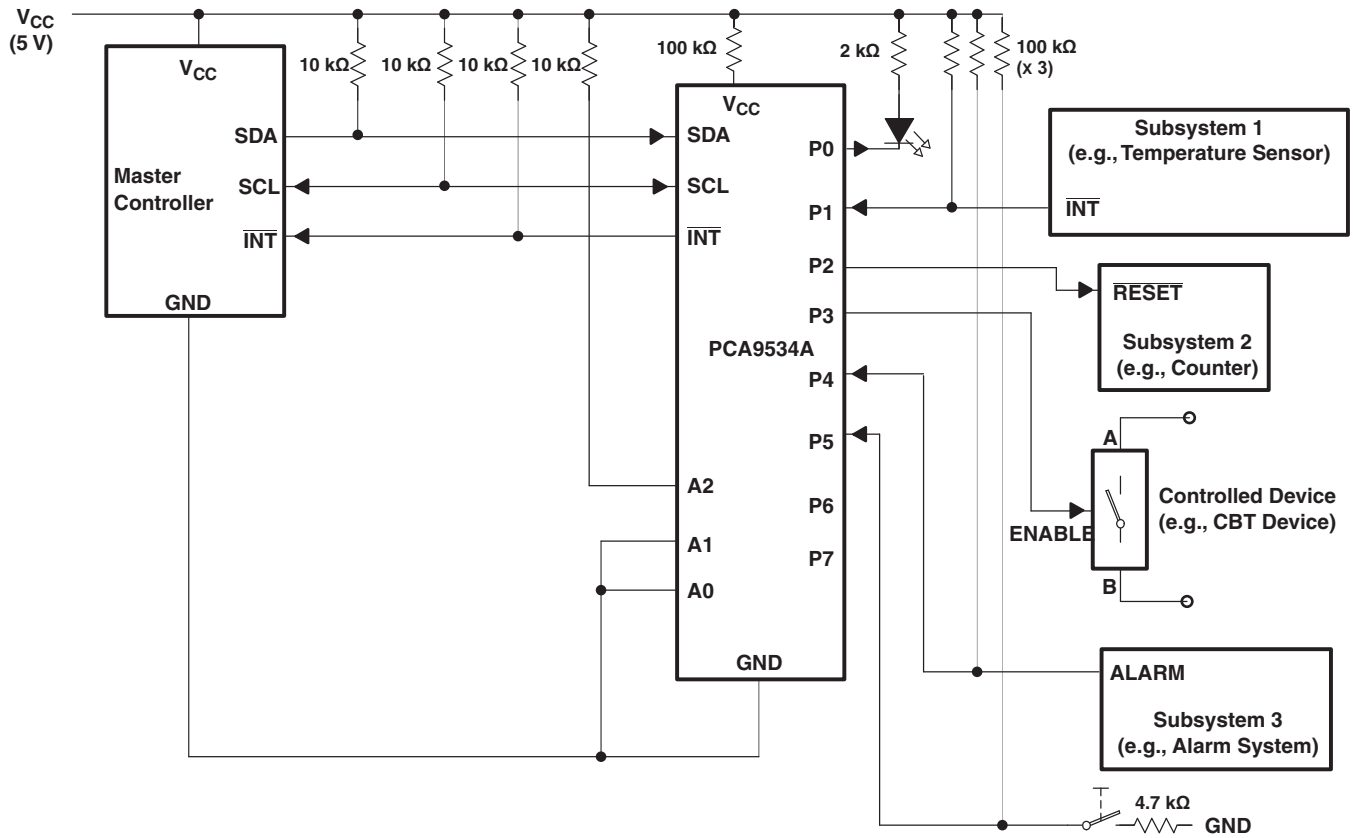 VCC
(5 V)
VCC
SDA
Master
Controller
SCL
INT
GND
10 kΩ
10 kΩ
10 kΩ
10 kΩ
100 kΩ
2 kΩ
100 kΩ
(x 3)
VCC
SDA
SCL
INT
PCA9534A
A2
A1
A0
GND
P0
P1
P2
P3
P4
P5
P6
P7
Subsystem 1
(e.g., Temperature Sensor)
INT
RESET
Subsystem 2
(e.g., Counter)
A
Controlled Device
(e.g., CBT Device)
ENABLE
B
ALARM
Subsystem 3
(e.g., Alarm System)
4.7 kΩ
GND